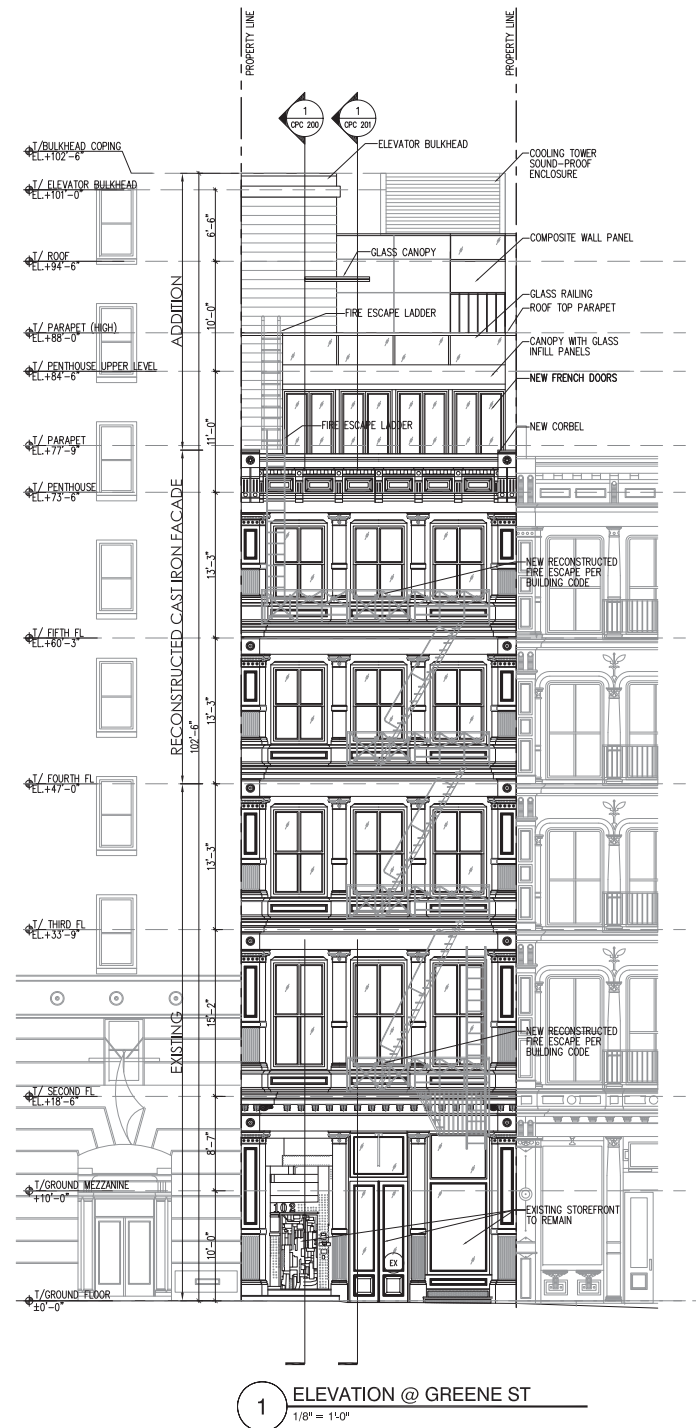 PROPERTY LINE
PROPERTY LINE
1
CPC 200
1
CPC 201
T/BULKHEAD COPING
EL.+102'-6"
ELEVATOR BULKHEAD
COOLING TOWER
SOUND-PROOF
ENCLOSURE
T/ ELEVATOR BULKHEAD
EL.+101'-0"
6'-6"
COMPOSITE WALL PANEL
T/ ROOF
EL.+94'-6"
GLASS CANOPY
ADDITION
10'-0"
GLASS RAILING
ROOF TOP PARAPET
FIRE ESCAPE LADDER
T/ PARAPET (HIGH)
EL.+88'-0"
CANOPY WITH GLASS
INFILL PANELS
T/ PENTHOUSE UPPER LEVEL
EL.+84'-6"
NEW FRENCH DOORS
11'-0"
FIRE ESCAPE LADDER
NEW CORBEL
T/ PARAPET
EL.+77'-9"
T/ PENTHOUSE
EL.+73'-6"
RECONSTRUCTED CAST IRON FACADE
13'-3"
NEW RECONSTRUCTED
FIRE ESCAPE PER
BUILDING CODE
T/ FIFTH FL
EL.+60'-3"
13'-3"
102'-6"
T/ FOURTH FL
EL.+47'-0"
13'-3"
T/ THIRD FL
EL.+33'-9"
EXISTING
15'-2"
NEW RECONSTRUCTED
FIRE ESCAPE PER
BUILDING CODE
T/ SECOND FL
EL.+18'-6"
8'-7"
T/GROUND MEZZANINE
+10'-0"
102
EXISTING STOREFRONT
TO REMAIN
10'-0"
EX
T/GROUND FLOOR
±0'-0"
1
ELEVATION @ GREENE ST
1/8" = 1'-0"